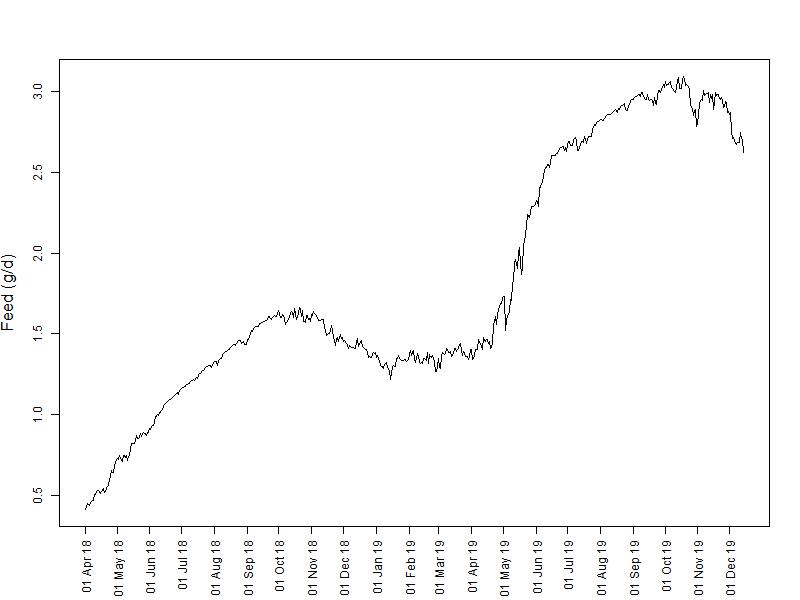 Feed (g/d)
3.0
2.5
2.0
1.5
1.0
0.5
01 Apr 18
01 May 18
01 Jun 18
01 Jul 18
01 Aug 18
01 Sep 18
01 Oct 18
01 Nov 18
01 Dec 18
01 Jan 19
01 Feb 19
01 Mar 19
01 Apr 19
01 May 19
01 Jun 19
01 Jul 19
01 Aug 19
01 Sep 19
01 Oct 19
01 Nov 19
01 Dec 19